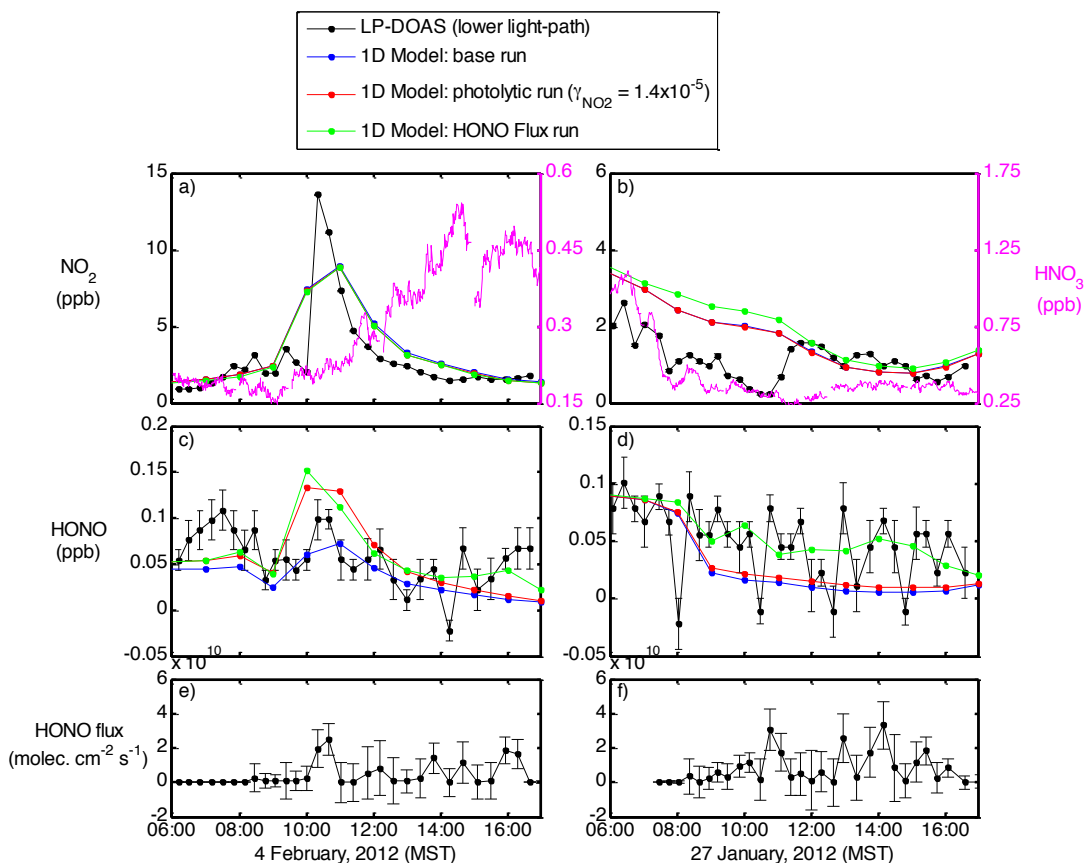 LP-DOAS (lower light-path)
1D Model: base run
1D Model: photolytic run (γNO2 = 1.4x10^-5)
1D Model: HONO Flux run
15 0.6 6 1.75
a) b)
10 0.45 4 1.25
NO2 HNO3
(ppb) (ppb)
5 0.3 2 0.75
0 0.15 0 0.25
0.2 0.15
c) d)
0.15
0.1
HONO 0.1
(ppb) 0.05
0.05
0
0
-0.05 -0.05
x 10^10 10
e) f)
4 4
HONO flux 2 2
(molec. cm^-2 s^-1)
0 0
-2 -2
06:00 08:00 10:00 12:00 14:00 16:00 06:00 08:00 10:00 12:00 14:00 16:00
4 February, 2012 (MST) 27 January, 2012 (MST)